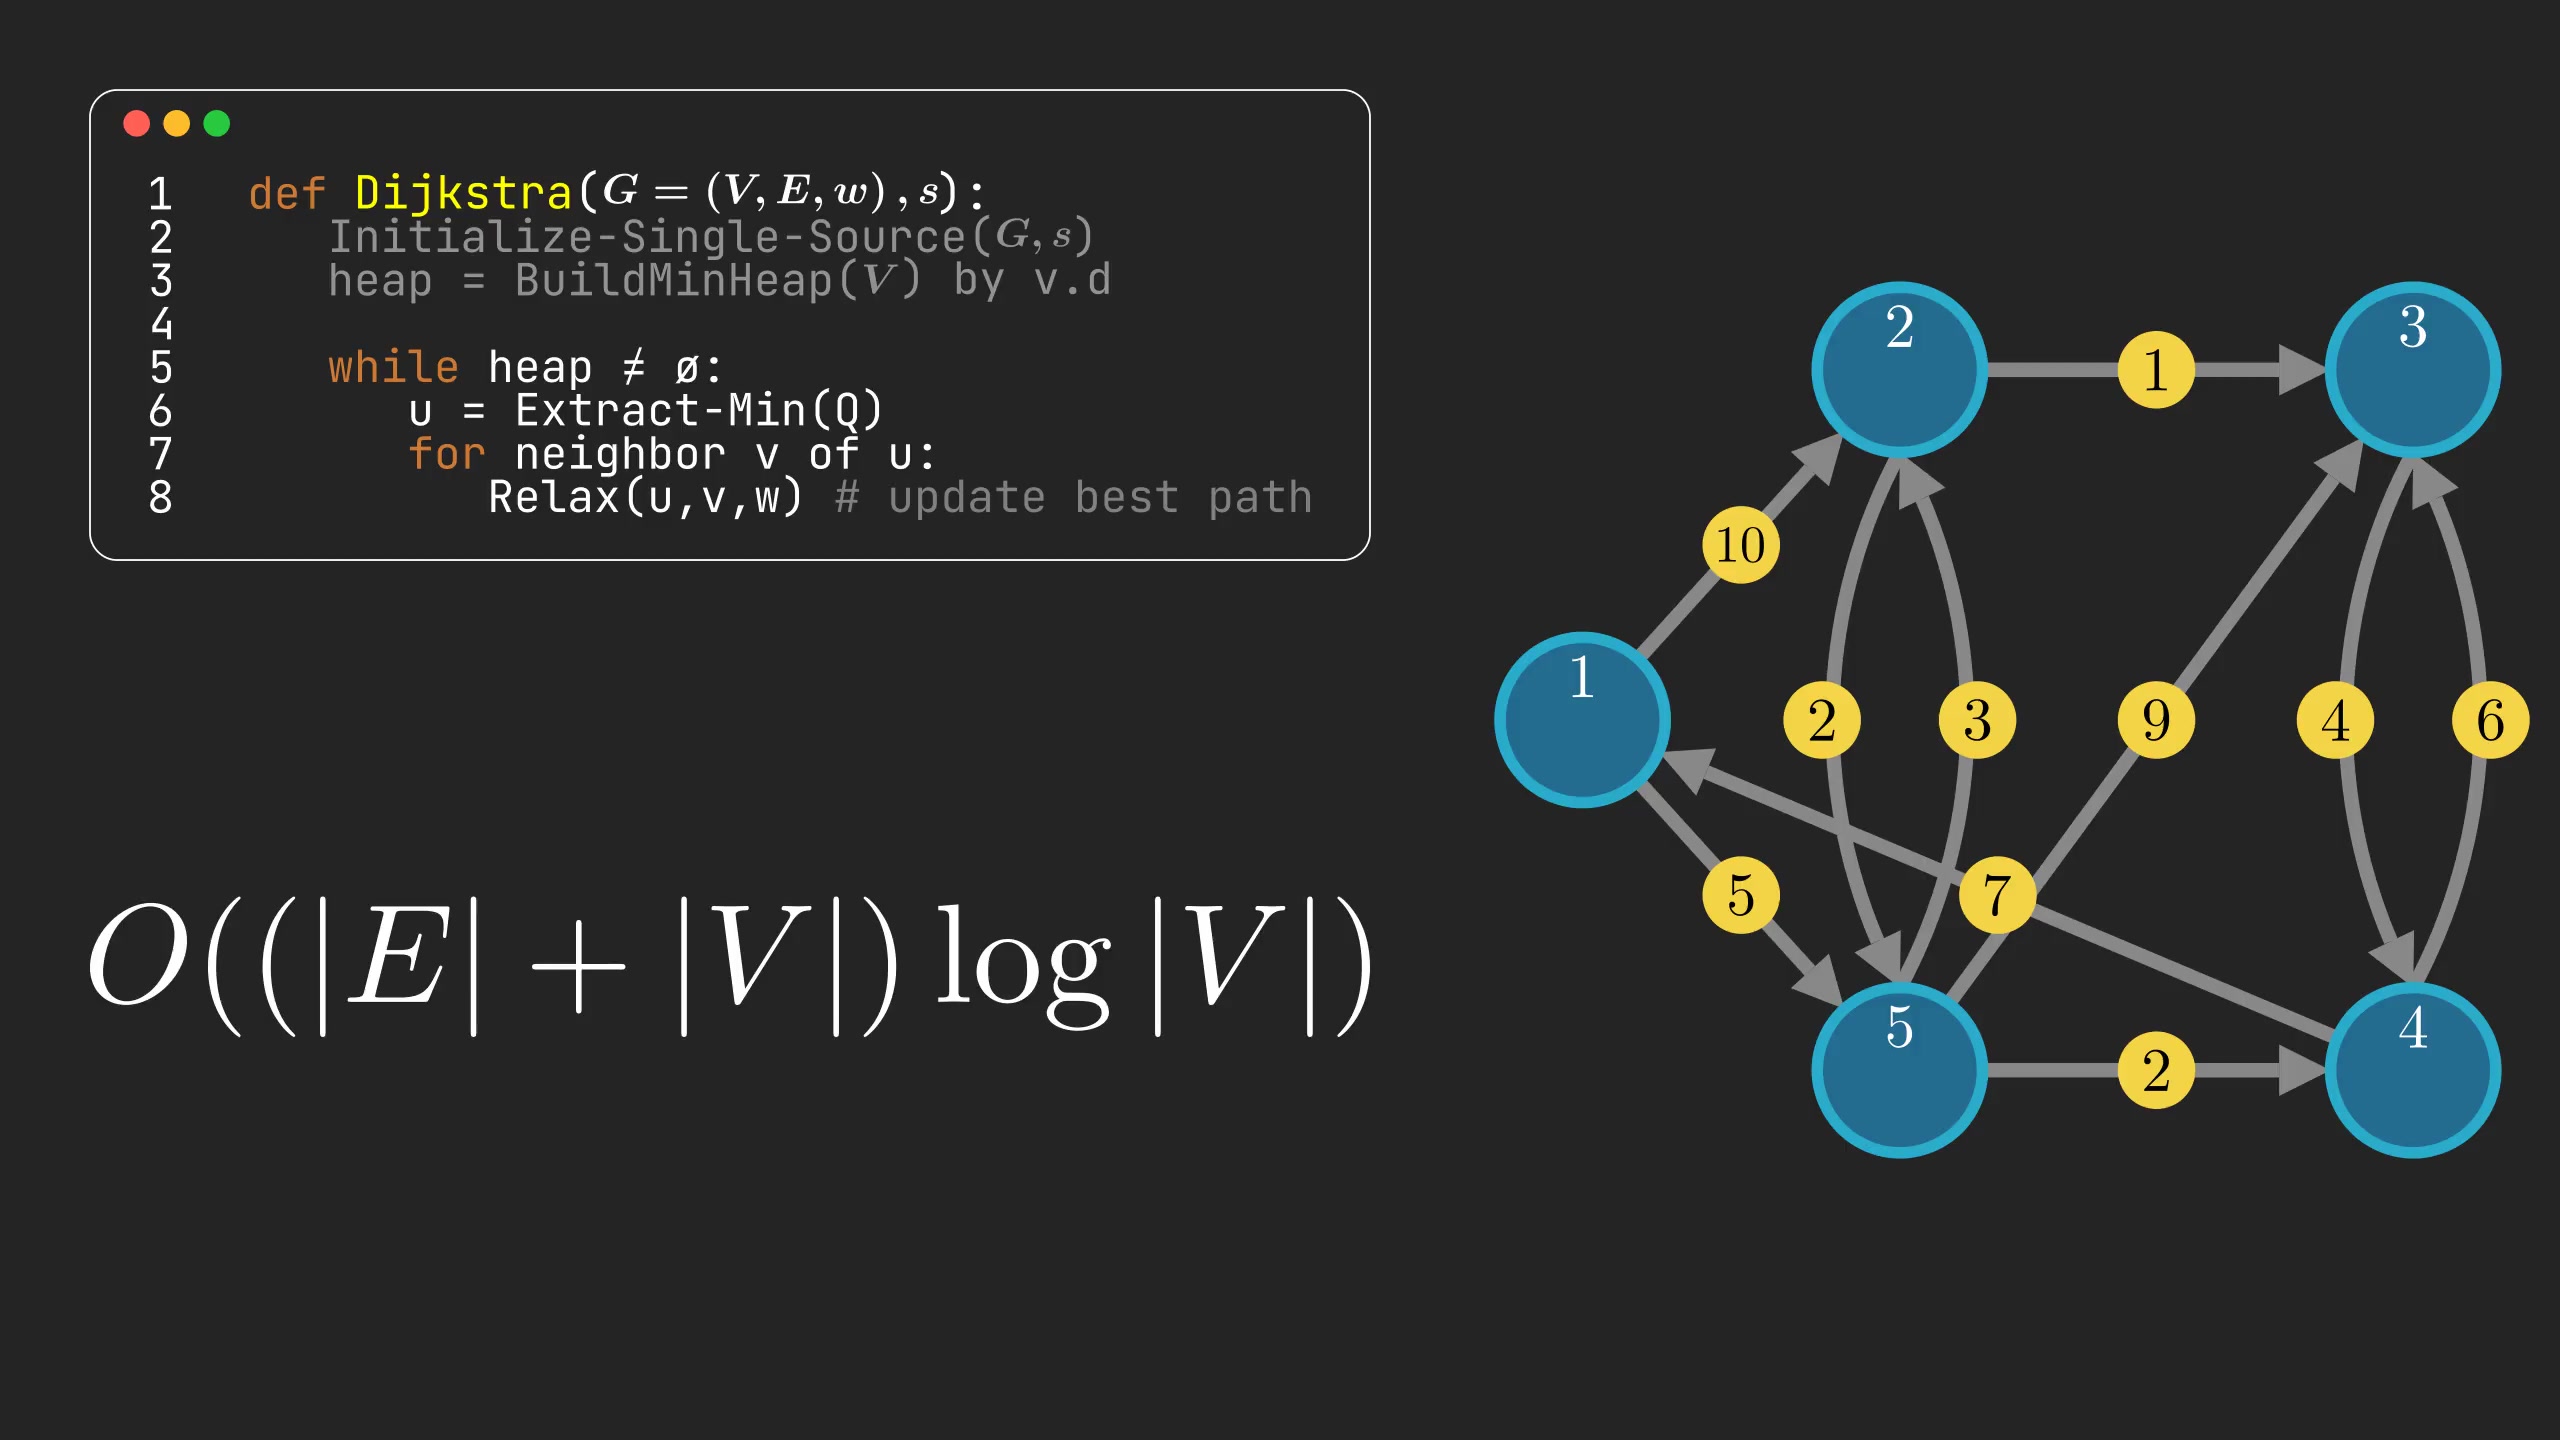 1 def Dijkstra(G = (V, E, w) , s):
2 Initialize-Single-Source(G, s)
3 heap = BuildMinHeap(V) by v.d
4
5 while heap ≠ ø:
6 u = Extract-Min(Q)
7 for neighbor v of u:
8 Relax(u,v,w) # update best path
O((|E| + |V|) log |V|)
2
1
3
10
1
2
3
9
4
6
5
7
5
2
4